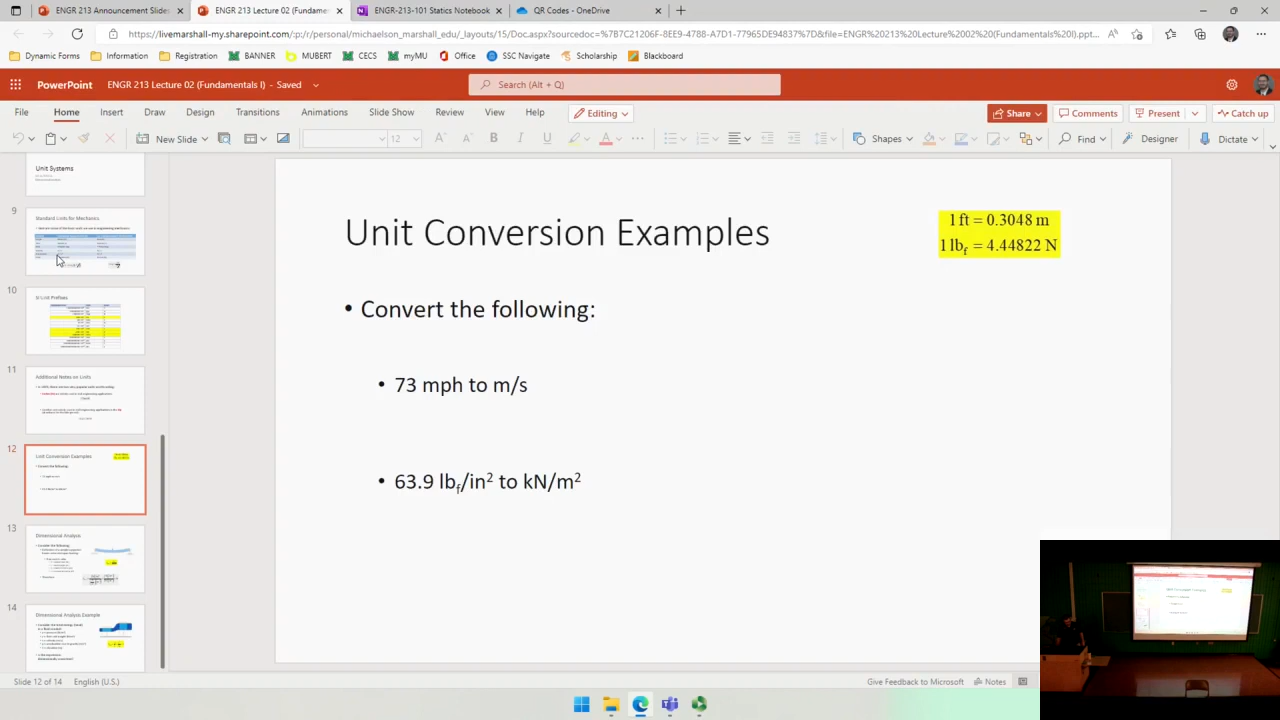 ENGR 213 Announcement Slides
ENGR 213 Lecture 02 (Fundamen
ENGR-213-101 Statics Notebook
QR Codes - OneDrive
https://livemarshall-my.sharepoint.com/:p:/r/personal/michaelson_marshall_edu/_layouts/15/Doc.aspx?sourcedoc=%7B7C21206F-8EE9-4788-A7D1-77965DE94837%7D&file=ENGR%20213%20Lecture%2002%20(Fundamentals%20I).ppt...
Dynamic Forms
Information
Registration
BANNER
MUBERT
CECS
myMU
Office
SSC Navigate
Scholarship
Blackboard
PowerPoint
ENGR 213 Lecture 02 (Fundamentals I) - Saved
Search (Alt + Q)
File Home Insert Draw Design Transitions Animations Slide Show Review View Help
Editing
Share
Comments
Present
Catch up
New Slide
12
Shapes
Find
Designer
Dictate
Unit Systems
9
Standard Units for Mechanics
10
SI Unit Prefixes
11
Additional Notes on Units
12
Unit Conversion Examples
13
Dimensional Analysis
14
Dimensional Analysis Example
Unit Conversion Examples
1 ft = 0.3048 m
1 lbf = 4.44822 N
• Convert the following:
• 73 mph to m/s
• 63.9 lbf/in² to kN/m²
Slide 12 of 14
English (U.S.)
Give Feedback to Microsoft
Notes